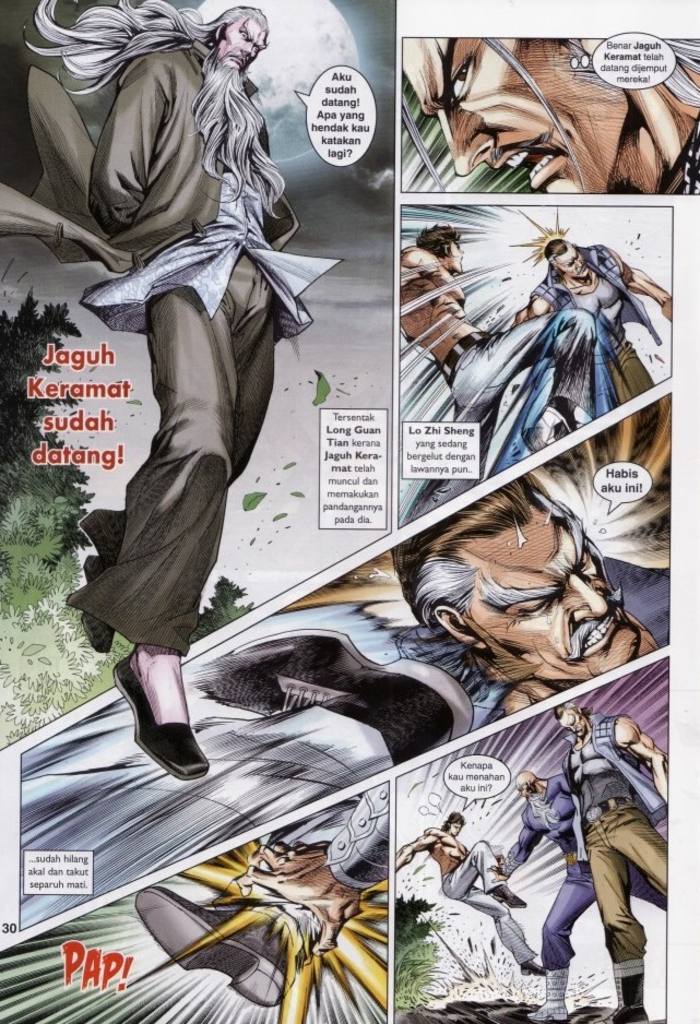 Aku
sudah
datang!
Apa yang
hendak kau
katakan
lagi?
Jaguh
Keramat
sudah
datang!
Tersentak
Long Guan
Tian kerana
Jaguh Kera-
mat telah
muncul dan
memakukan
pandangannya
pada dia.
Benar Jaguh
Keramat telah
datang dijemput
mereka!
Lo Zhi Sheng
yang sedang
bergelut dengan
lawannya pun..
Habis
aku ini!
...sudah hilang
akal dan takut
separuh mati.
PAP!
Kenapa
kau menahan
aku ini?
30